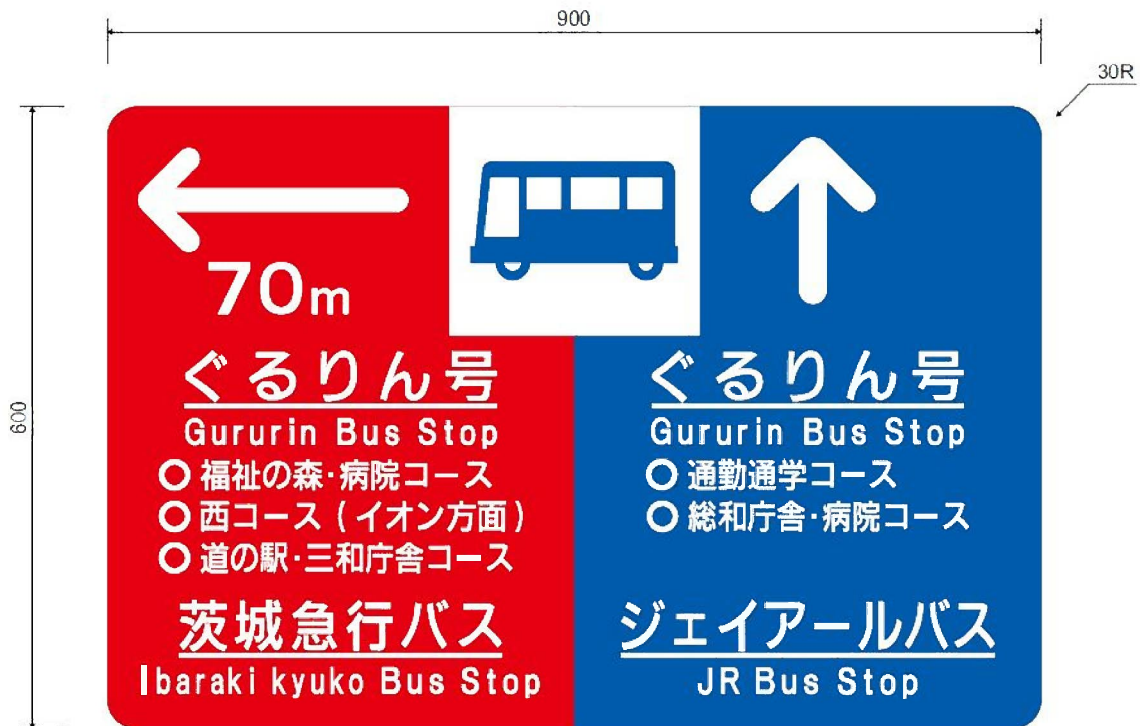 900
30R
600
70m
ぐるりん号
Gururin Bus Stop
○ 福祉の森・病院コース
○ 西コース（イオン方面）
○ 道の駅・三和庁舎コース
茨城急行バス
Ibaraki kyuko Bus Stop
ぐるりん号
Gururin Bus Stop
○ 通勤通学コース
○ 総和庁舎・病院コース
ジェイアールバス
JR Bus Stop